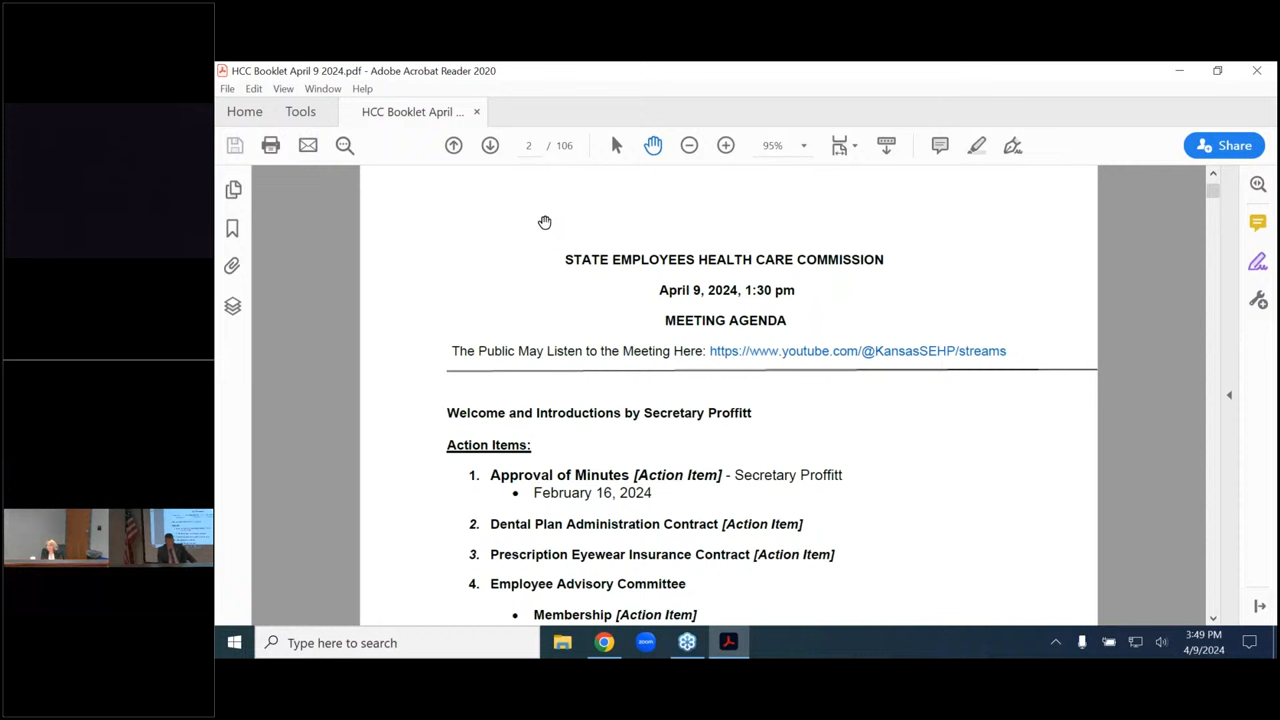 HCC Booklet April 9 2024.pdf - Adobe Acrobat Reader 2020
File Edit View Window Help
Home Tools HCC Booklet April ... ×
2 / 106 95% Share
STATE EMPLOYEES HEALTH CARE COMMISSION
April 9, 2024, 1:30 pm
MEETING AGENDA
The Public May Listen to the Meeting Here: https://www.youtube.com/@KansasSEHP/streams
Welcome and Introductions by Secretary Proffitt
Action Items:
1. Approval of Minutes [Action Item] - Secretary Proffitt
• February 16, 2024
2. Dental Plan Administration Contract [Action Item]
3. Prescription Eyewear Insurance Contract [Action Item]
4. Employee Advisory Committee
• Membership [Action Item]
Type here to search
zoom
3:49 PM
4/9/2024